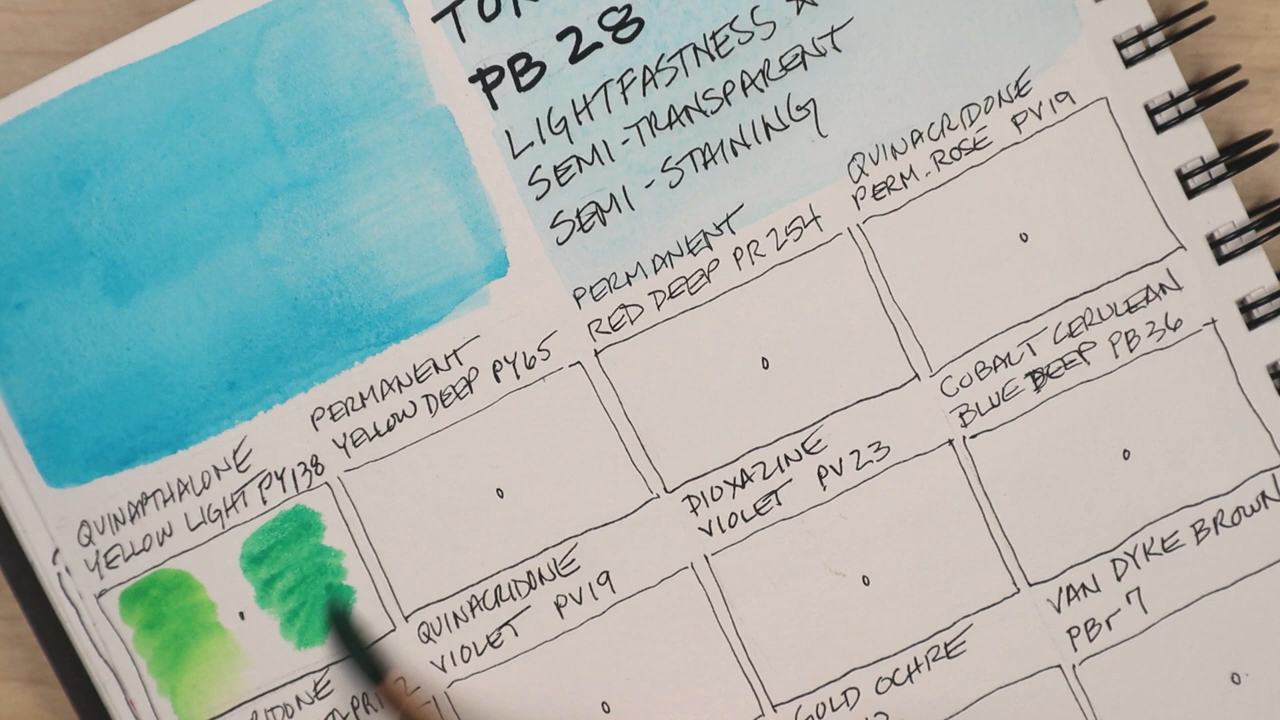 PB 28
LIGHTFASTNESS
SEMI-TRANSPARENT
SEMI-STAINING
QUINACRIDONE
PERM. ROSE PV19
PERMANENT
RED DEEP PR254
PERMANENT
YELLOW DEEP PY65
QUINAPTHALONE
YELLOW LIGHT PY138
COBALT CERULEAN
BLUE DEEP PB36
DIOXAZINE
VIOLET PV23
QUINACRIDONE
VIOLET PV19
VAN DYKE BROWN
PBr7
GOLD OCHRE